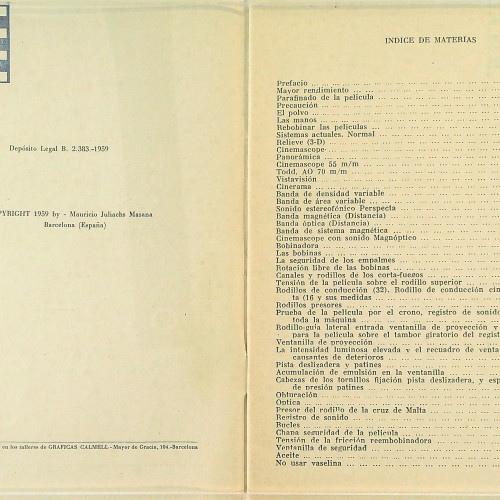 Depósito Legal B. 2.383.-1959
PYRIGHT 1959 by - Mauricio Juliachs Masana
Barcelona (España)
en los talleres de GRAFICAS CALMELL - Mayor de Gracia, 104.-Barcelona
INDICE DE MATERIAS
Prefacio
Mayor rendimiento
Parafinado de la película
Precaución
El polvo
Las manos
Rebobinar las películas
Sistemas actuales. Normal
Relieve (3-D)
Cinemascope
Panorámica
Cinemascope 55 m/m
Todd, AO 70 m/m
Vistavisión
Cinerama
Banda de densidad variable
Banda de área variable
Sonido estereofónico Perspecta
Banda magnética (Distancia)
Banda óptica (Distancia)
Banda de sistema magnética
Cinemascope con sonido Magnóptico
Bobinadora
Las bobinas
La seguridad de los empalmes
Rotación libre de las bobinas
Canales y rodillos de los corta-fuegos
Tensión de la película sobre el rodillo superior
Rodillos de conducción (32). Rodillo de conducción cin
ta (16 y sus medidas
Rodillos presores
Prueba de la película por el crono, registro de sonido
toda la máquina
Rodillo-guía lateral entrada ventanilla de proyección y
para la película sobre el tambor giratorio del regist
Ventanilla de proyección
La intensidad luminosa elevada y el recuadro de ventan
causantes de deterioros
Pista deslizadera y patines
Acumulación de emulsión en la ventanilla
Cabezas de los tornillos fijación pista deslizadera, y esp
de presión patines
Obturación
Optica
Presor del rodillo de la cruz de Malta
Registro de sonido
Bucles
Chana seguridad de la película
Tensión de la fricción reembobinadora
Ventanilla de seguridad
Aceite
No usar vaselina